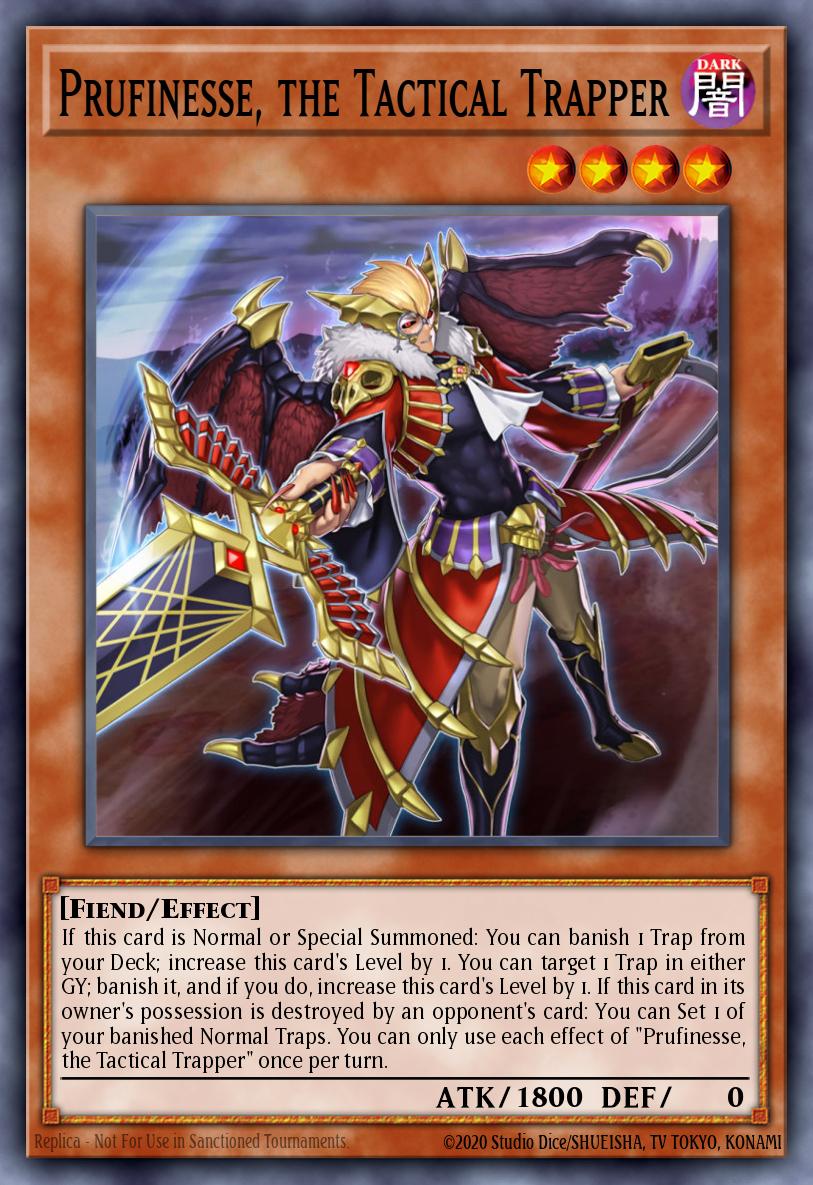 Prufinesse, the Tactical Trapper
DARK
闇
[Fiend/Effect]
If this card is Normal or Special Summoned: You can banish 1 Trap from
your Deck; increase this card's Level by 1. You can target 1 Trap in either
GY; banish it, and if you do, increase this card's Level by 1. If this card in its
owner's possession is destroyed by an opponent's card: You can Set 1 of
your banished Normal Traps. You can only use each effect of "Prufinesse,
the Tactical Trapper" once per turn.
ATK/1800 DEF/ 0
Replica - Not For Use in Sanctioned Tournaments.
©2020 Studio Dice/SHUEISHA, TV TOKYO, KONAMI